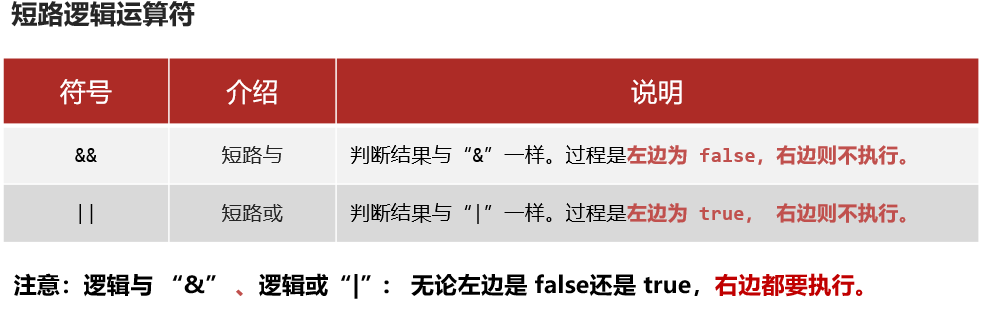 短路逻辑运算符
符号 介绍 说明
&& 短路与 判断结果与“&”一样。过程是左边为 false，右边则不执行。
|| 短路或 判断结果与“|”一样。过程是左边为 true， 右边则不执行。
注意：逻辑与 “&” 、逻辑或“|”： 无论左边是 false还是 true，右边都要执行。